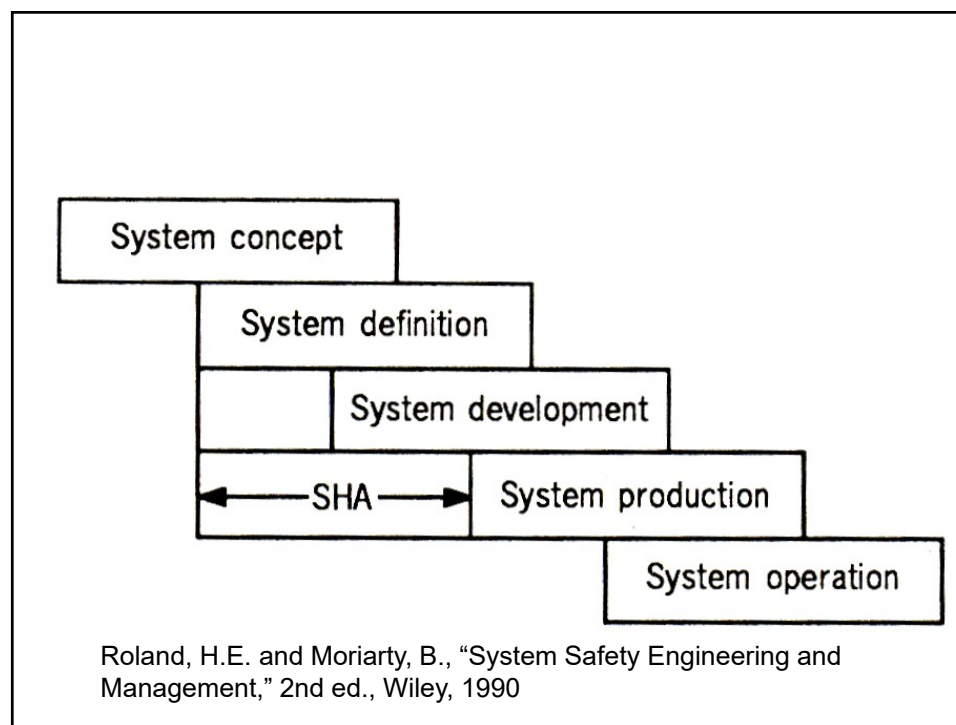 System concept
System definition
System development
SHA
System production
System operation
Roland, H.E. and Moriarty, B., “System Safety Engineering and
Management,” 2nd ed., Wiley, 1990